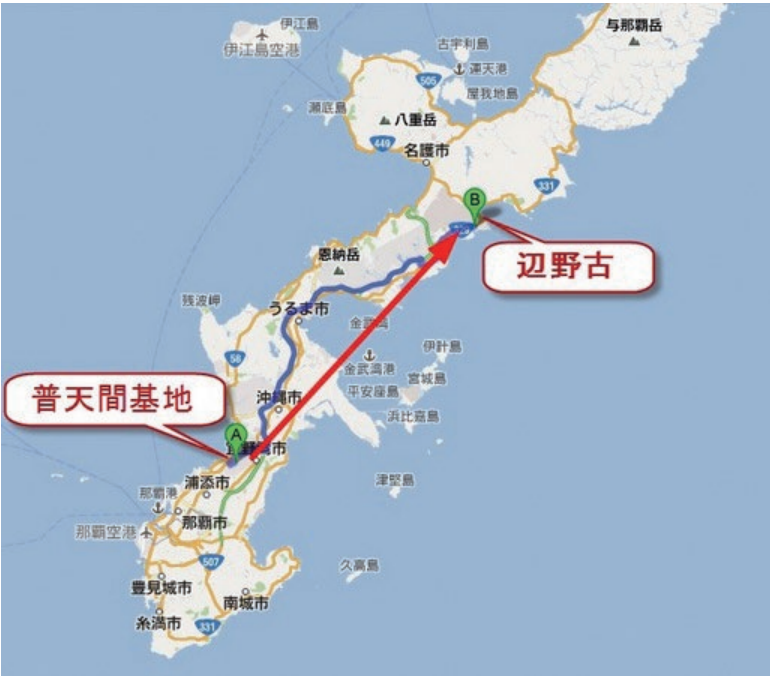 伊江島
伊江島空港
与那覇岳
古宇利島
運天港
505
屋我地島
瀬底島
八重岳
449
名護市
331
B
辺野古
恩納岳
残波岬
うるま市
金武湾
58
伊計島
金武湾港
宮城島
平安座島
普天間基地
沖縄市
浜比嘉島
A
浦添市
津堅島
那覇港
那覇市
那覇空港
507
久高島
豊見城市
南城市
糸満市
331